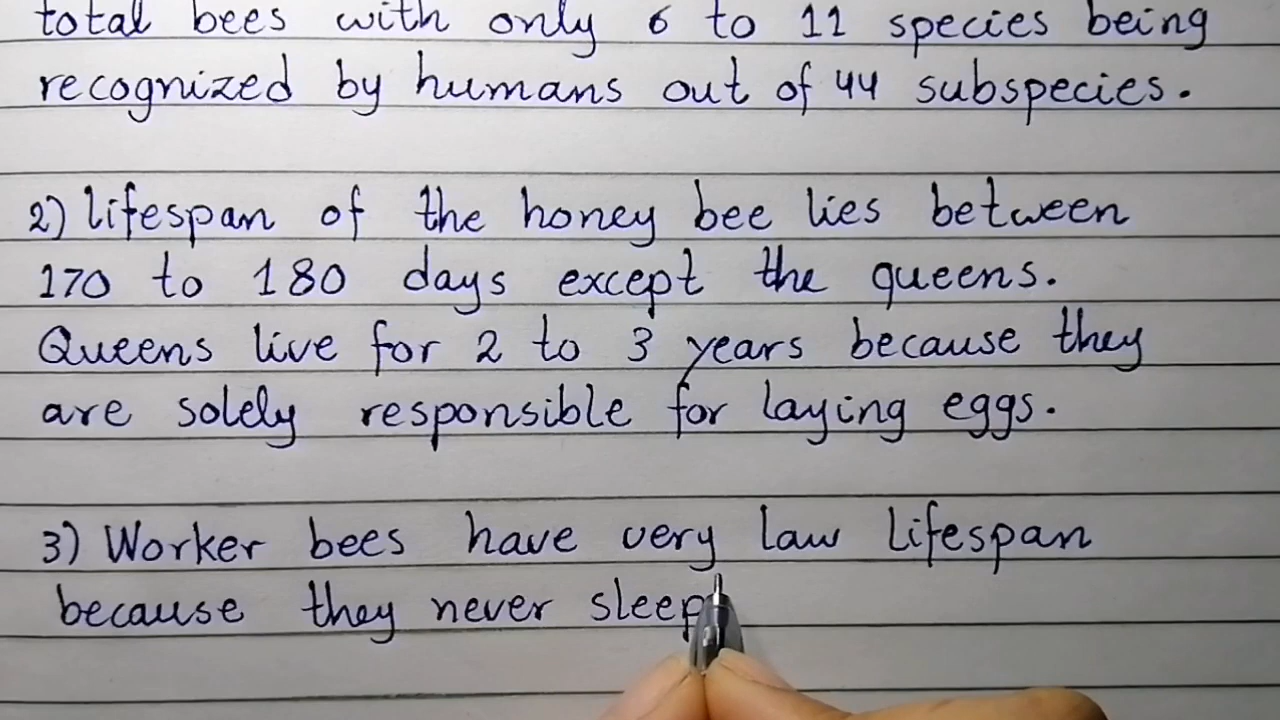 total bees with only 6 to 11 species being
recognized by humans out of 44 subspecies.
2) lifespan of the honey bee lies between
170 to 180 days except the queens.
Queens live for 2 to 3 years because they
are solely responsible for laying eggs.
3) Worker bees have very law lifespan
because they never sleep